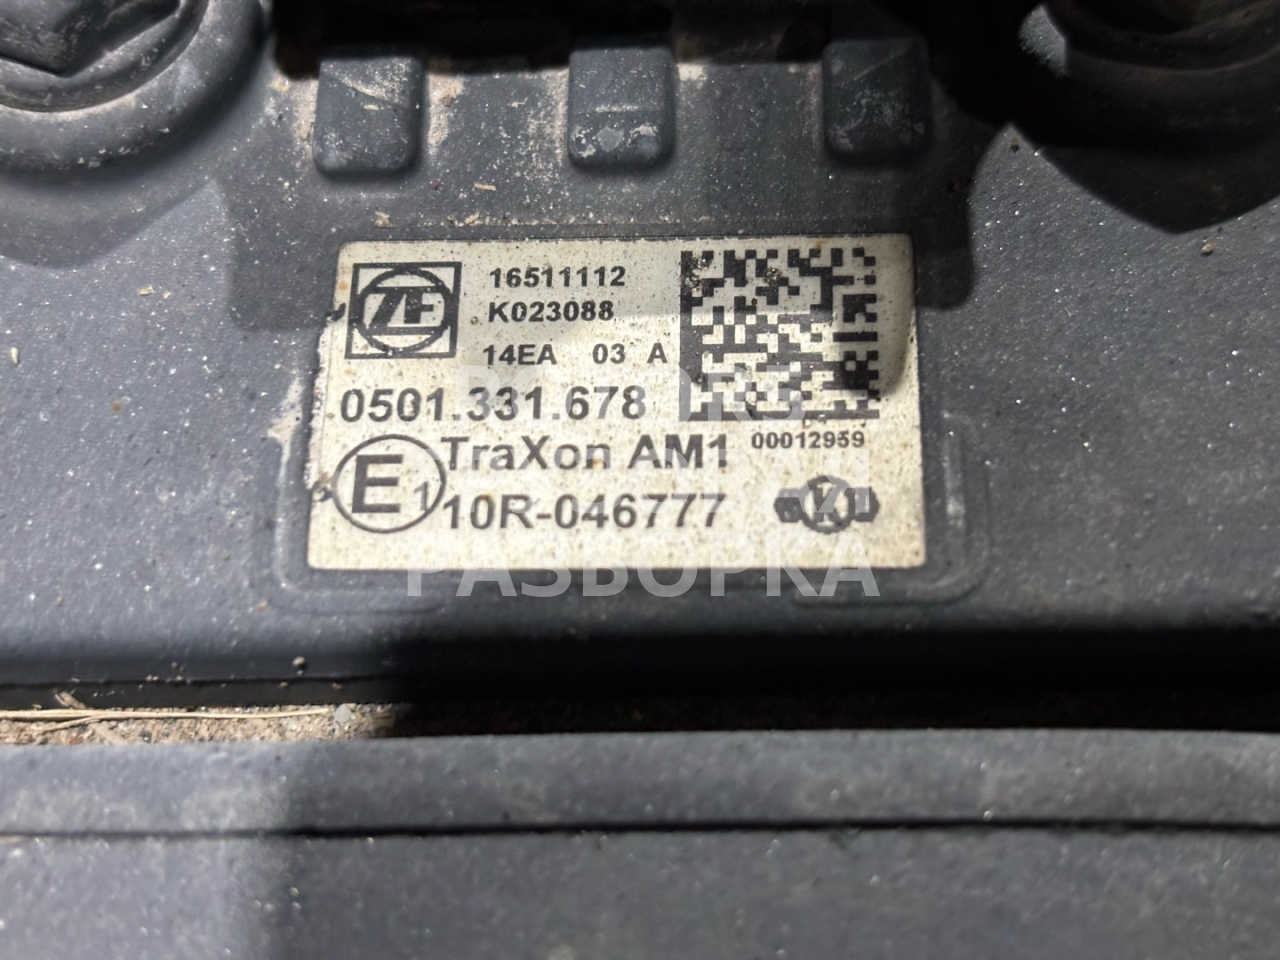 ZF
16511112
K023088
14EA 03 A
0501.331.678
TraXon AM1
00012959
E1
10R-046777
РАЗБОРКА